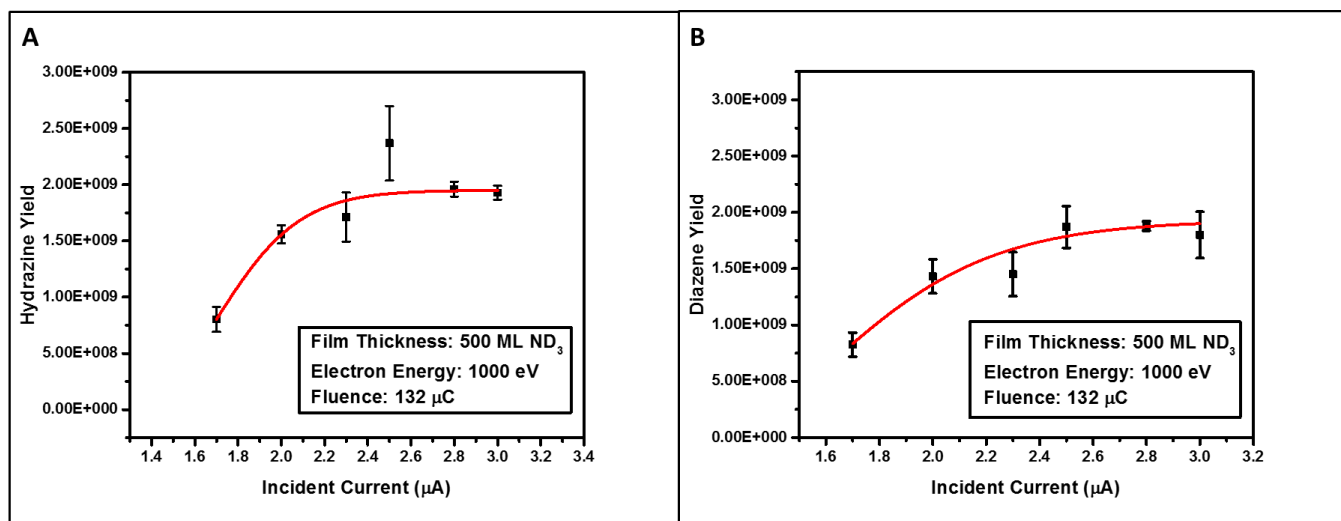 A
3.00E+009
2.50E+009
2.00E+009
1.50E+009
1.00E+009
5.00E+008
0.00E+000
Hydrazine Yield
Film Thickness: 500 ML ND3
Electron Energy: 1000 eV
Fluence: 132 μC
1.4 1.6 1.8 2.0 2.2 2.4 2.6 2.8 3.0 3.2 3.4
Incident Current (μA)
B
3.00E+009
2.50E+009
2.00E+009
1.50E+009
1.00E+009
5.00E+008
0.00E+000
Diazene Yield
Film Thickness: 500 ML ND3
Electron Energy: 1000 eV
Fluence: 132 μC
1.6 1.8 2.0 2.2 2.4 2.6 2.8 3.0 3.2
Incident Current (μA)